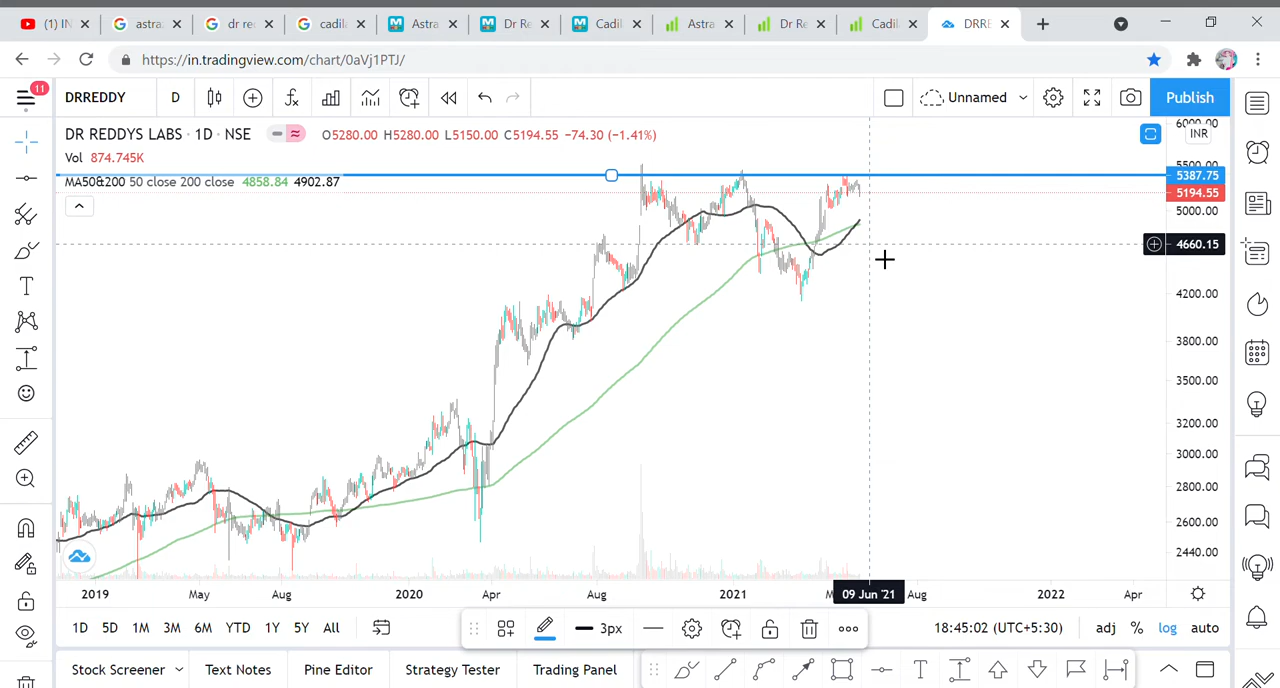 (1) IN
astra.
dr re
cadil
Astra
Dr Re
Cadil
Astra
Dr Re
Cadil
DRRE
https://in.tradingview.com/chart/0aVj1PTJ/
11
DRREDDY
D
Unnamed
Publish
DR REDDYS LABS · 1D · NSE
O5280.00 H5280.00 L5150.00 C5194.55 −74.30 (−1.41%)
Vol 874.745K
MA50&200 50 close 200 close 4858.84 4902.87
6000.00
INR
5500.00
5387.75
5194.55
5000.00
4660.15
4200.00
3800.00
3500.00
3200.00
3000.00
2800.00
2600.00
2440.00
2019
May
Aug
2020
Apr
Aug
2021
09 Jun '21
Aug
2022
Apr
1D
5D
1M
3M
6M
YTD
1Y
5Y
All
3px
18:45:02 (UTC+5:30)
adj
%
log
auto
Stock Screener
Text Notes
Pine Editor
Strategy Tester
Trading Panel